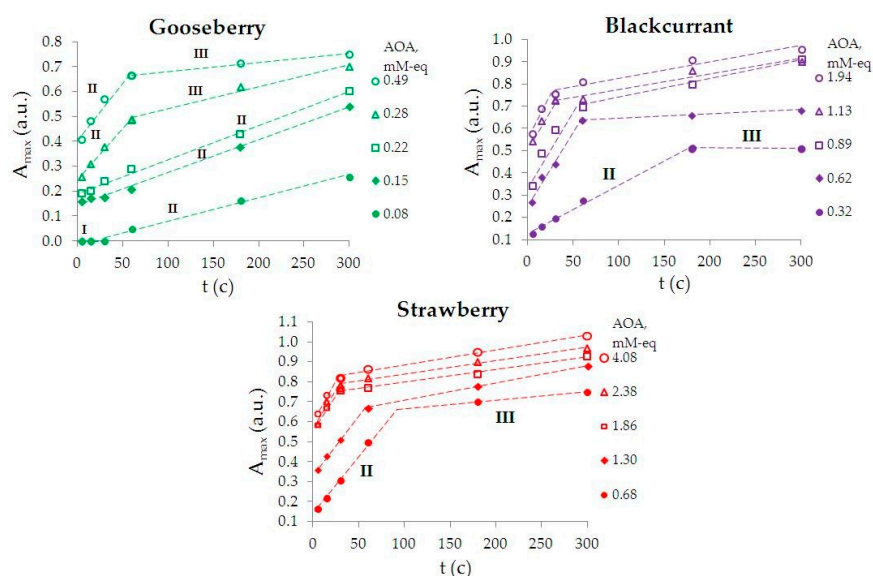 Gooseberry
0.8
0.7
0.6
0.5
0.4
0.3
0.2
0.1
0.0
A_max (a.u.)
II
III
II
III
II
II
II
I
0 50 100 150 200 250 300
t (c)
AOA,
mM-eq
0.49
0.28
0.22
0.15
0.08
Blackcurrant
1.0
0.9
0.8
0.7
0.6
0.5
0.4
0.3
0.2
0.1
A_max (a.u.)
II
III
0 50 100 150 200 250 300
t (c)
AOA,
mM-eq
1.94
1.13
0.89
0.62
0.32
Strawberry
1.1
1.0
0.9
0.8
0.7
0.6
0.5
0.4
0.3
0.2
0.1
A_max (a.u.)
II
III
0 50 100 150 200 250 300
t (c)
AOA,
mM-eq
4.08
2.38
1.86
1.30
0.68